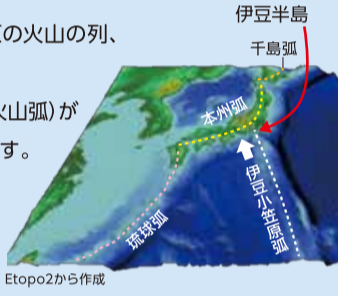 の火山の列、
火山弧)が
す。
伊豆半島
千島弧
本州弧
伊豆小笠原弧
琉球弧
Etopo2から作成